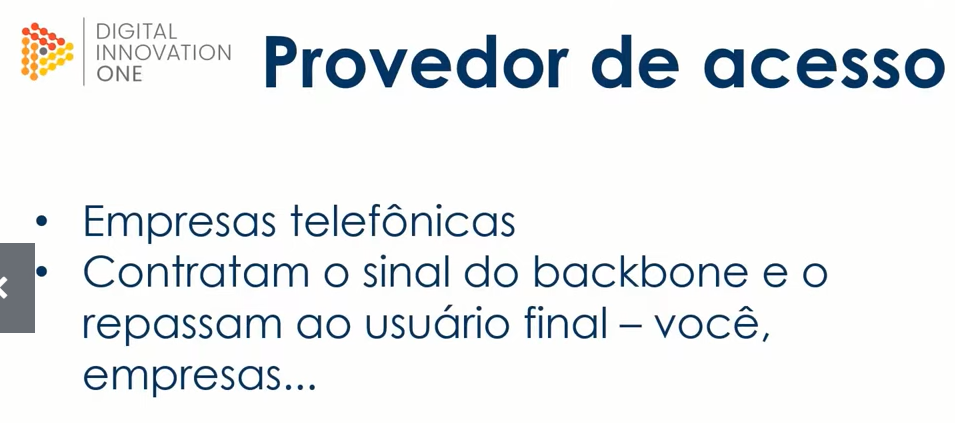 DIGITAL
INNOVATION
ONE
Provedor de acesso
• Empresas telefônicas
• Contratam o sinal do backbone e o
repassam ao usuário final – você,
empresas...